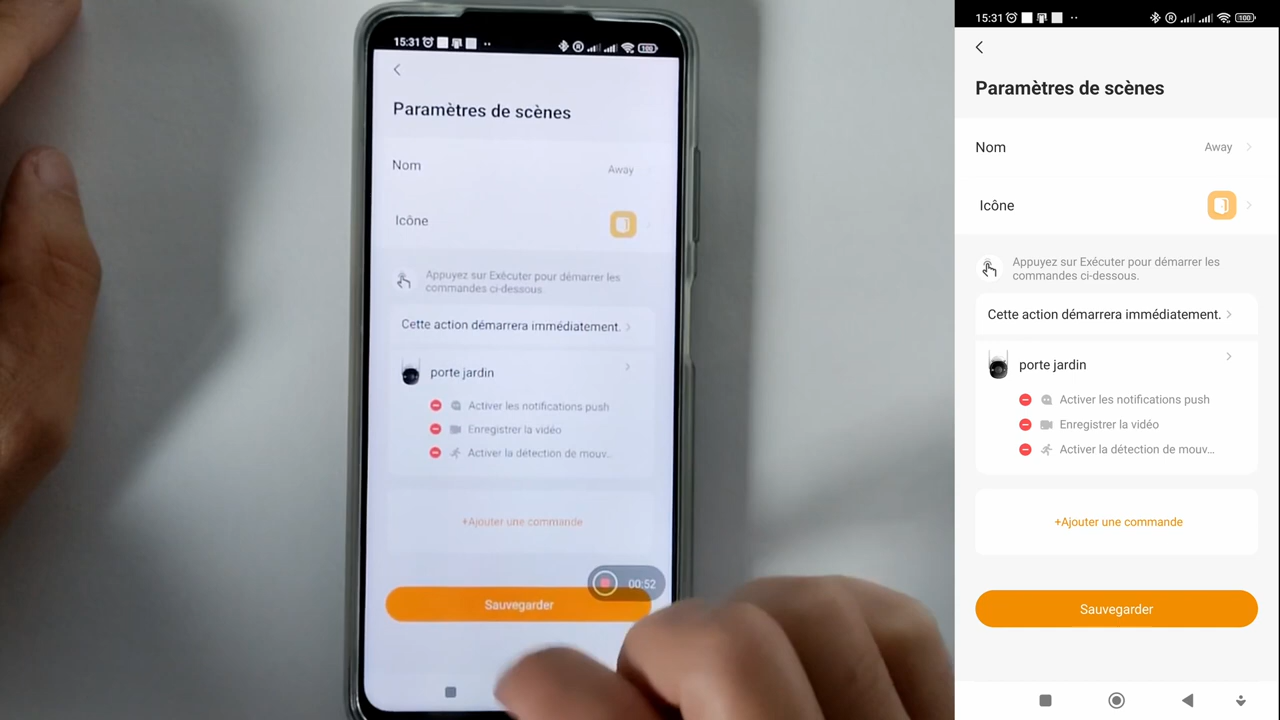 15:31
100
Paramètres de scènes
Nom
Away
Icône
Appuyez sur Exécuter pour démarrer les
commandes ci-dessous
Cette action démarrera immédiatement.
porte jardin
Activer les notifications push
Enregistrer la vidéo
Activer la détection de mouv...
+Ajouter une commande
00:52
Sauvegarder
15:31
100
Paramètres de scènes
Nom
Away
Icône
Appuyez sur Exécuter pour démarrer les
commandes ci-dessous.
Cette action démarrera immédiatement.
porte jardin
Activer les notifications push
Enregistrer la vidéo
Activer la détection de mouv...
+Ajouter une commande
Sauvegarder